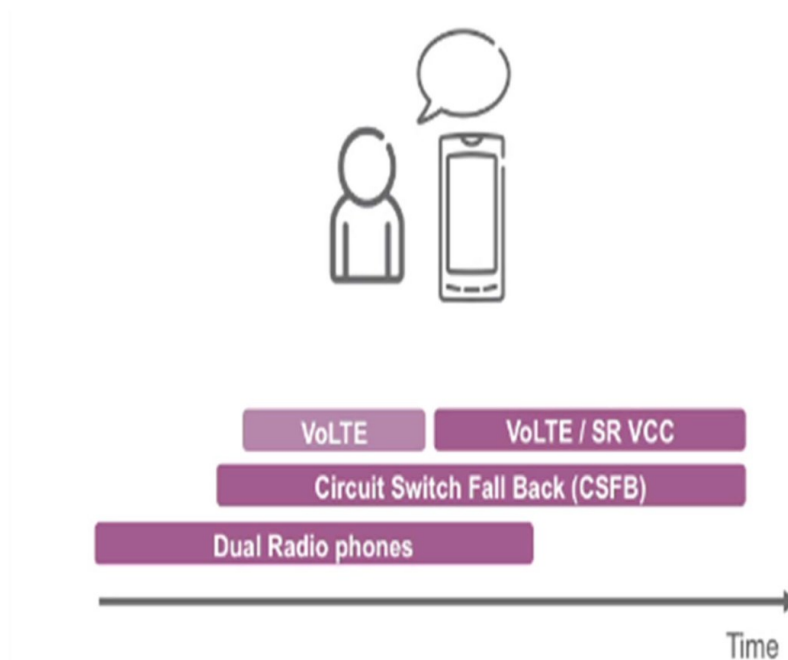 VoLTE
VoLTE / SR VCC
Circuit Switch Fall Back (CSFB)
Dual Radio phones
Time